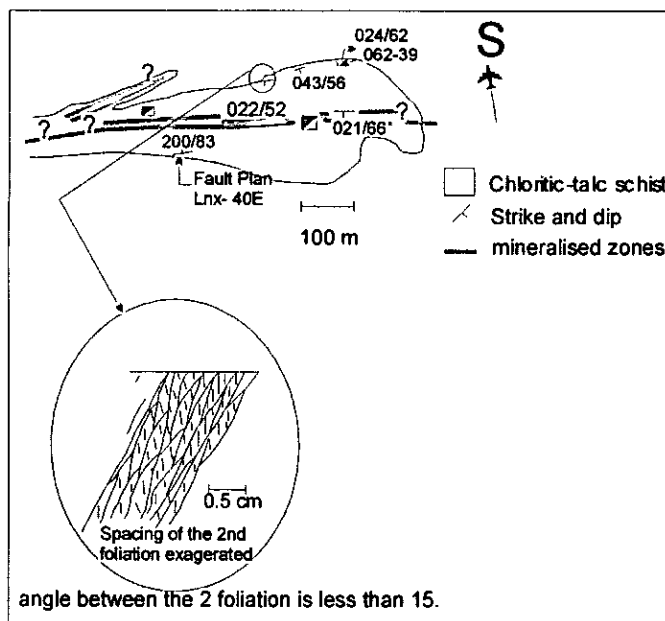 024/62
062-39
S
?
043/56
022/52
?
?
?
021/66°
200/83
Fault Plan
Lnx- 40E
100 m
Chloritic-talc schist
Strike and dip
mineralised zones
0.5 cm
Spacing of the 2nd
foliation exagerated
angle between the 2 foliation is less than 15.